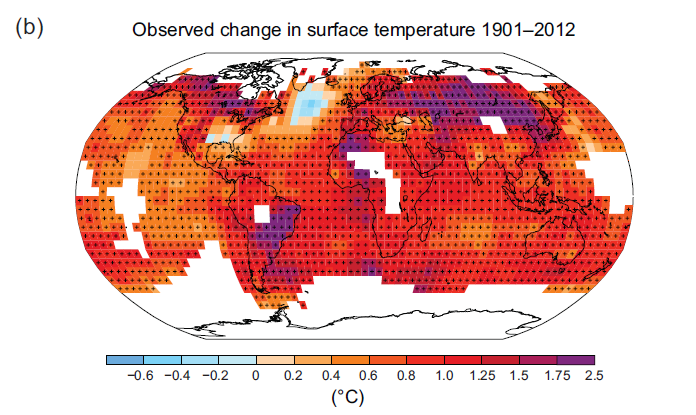 (b)
Observed change in surface temperature 1901–2012
−0.6 −0.4 −0.2 0 0.2 0.4 0.6 0.8 1.0 1.25 1.5 1.75 2.5
(°C)